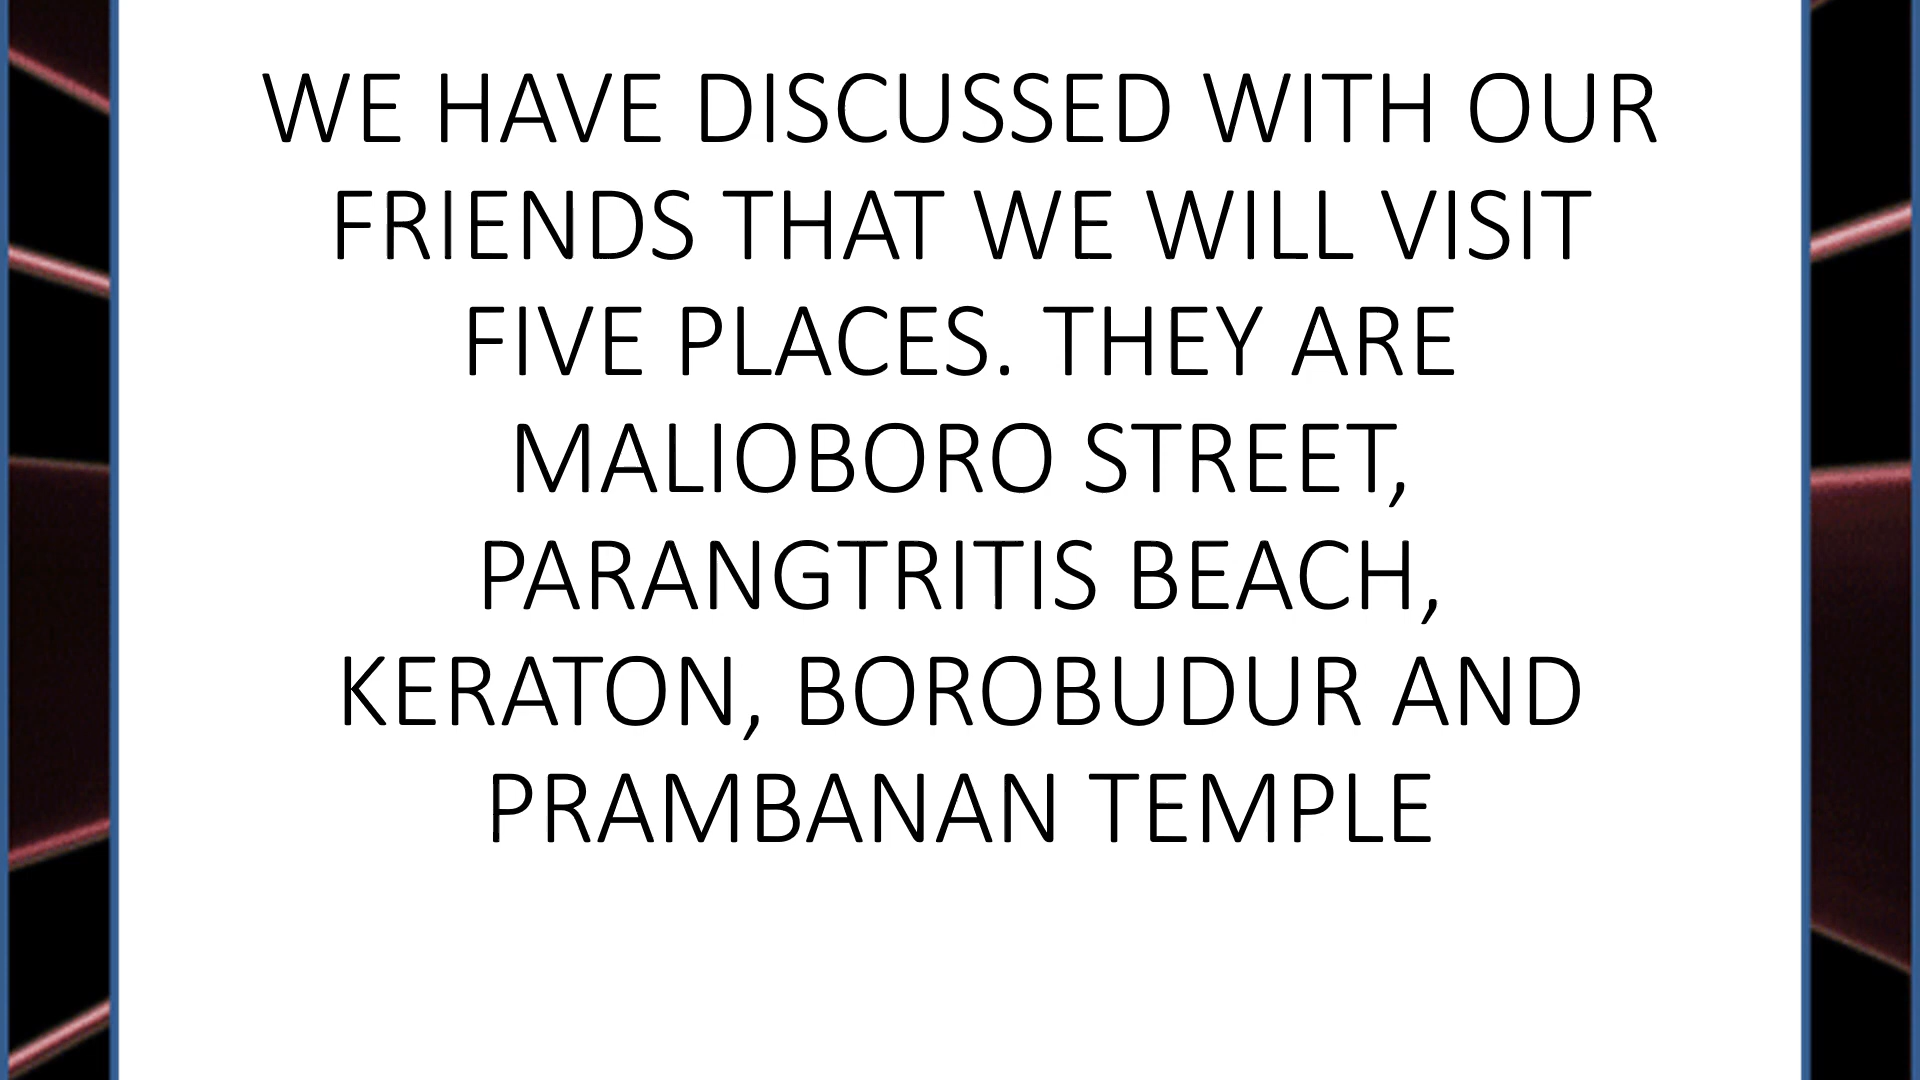 WE HAVE DISCUSSED WITH OUR
FRIENDS THAT WE WILL VISIT
FIVE PLACES. THEY ARE
MALIOBORO STREET,
PARANGTRITIS BEACH,
KERATON, BOROBUDUR AND
PRAMBANAN TEMPLE